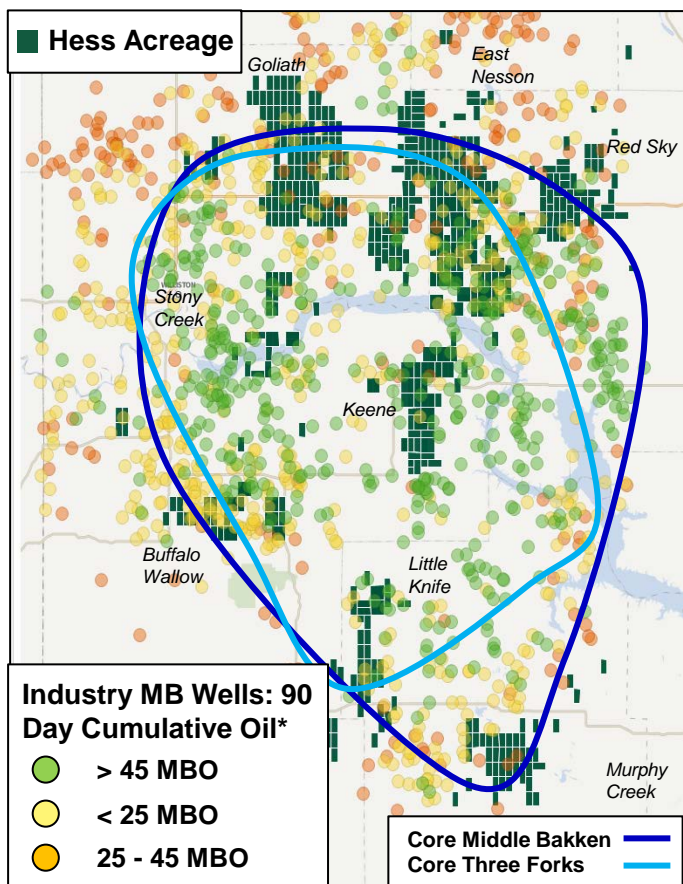 Hess Acreage
Goliath
East
Nesson
Red Sky
WILLISTON
Stony
Creek
Keene
Buffalo
Wallow
Little
Knife
Murphy
Creek
Industry MB Wells: 90
Day Cumulative Oil*
> 45 MBO
< 25 MBO
25 - 45 MBO
Core Middle Bakken
Core Three Forks